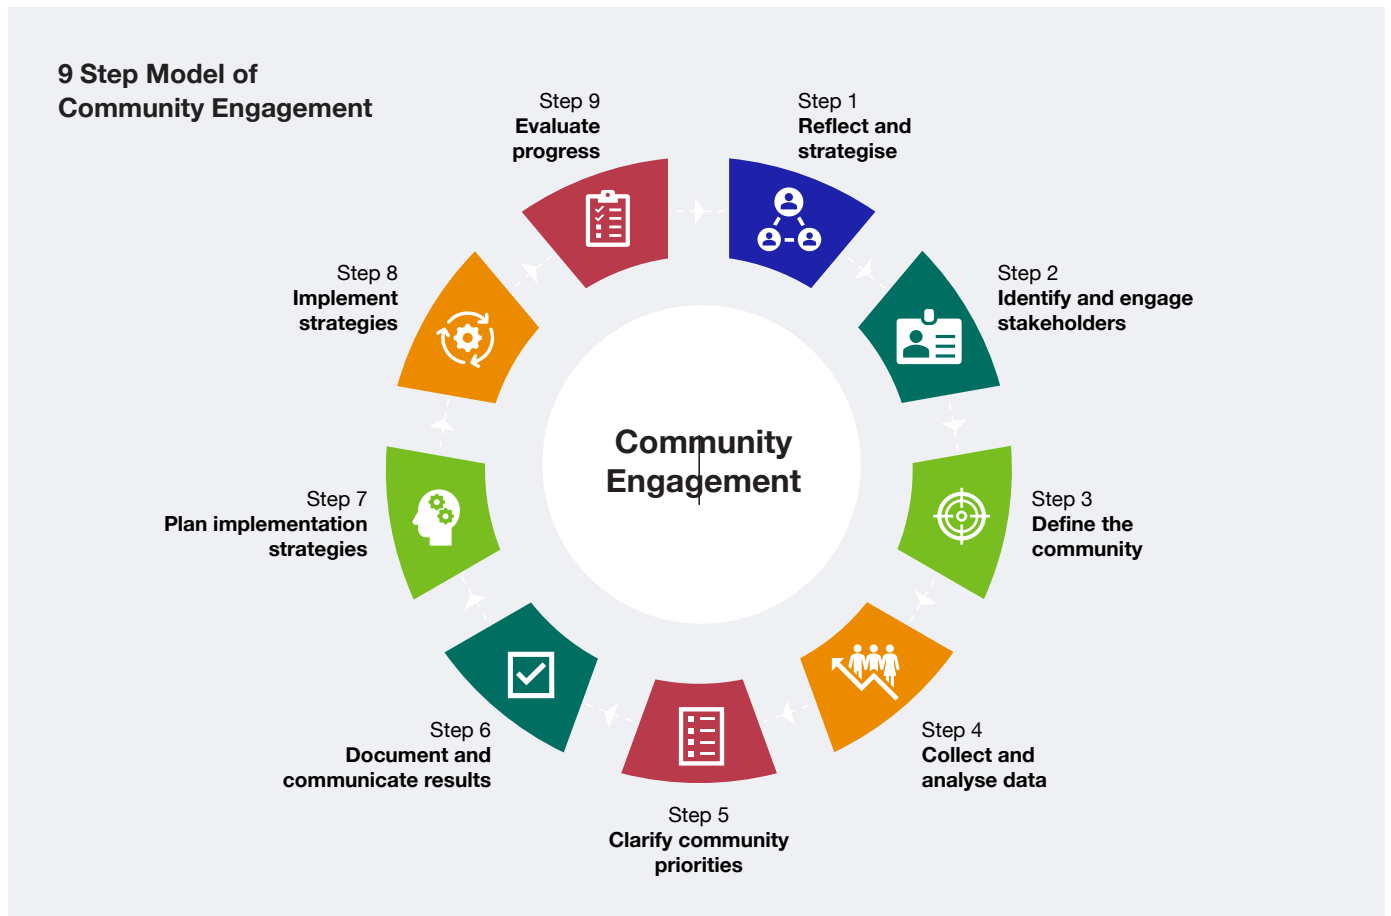 9 Step Model of
Community Engagement
Step 1
Reflect and
strategise
Step 2
Identify and engage
stakeholders
Step 3
Define the
community
Step 4
Collect and
analyse data
Step 5
Clarify community
priorities
Step 6
Document and
communicate results
Step 7
Plan implementation
strategies
Step 8
Implement
strategies
Step 9
Evaluate
progress
Community
Engagement